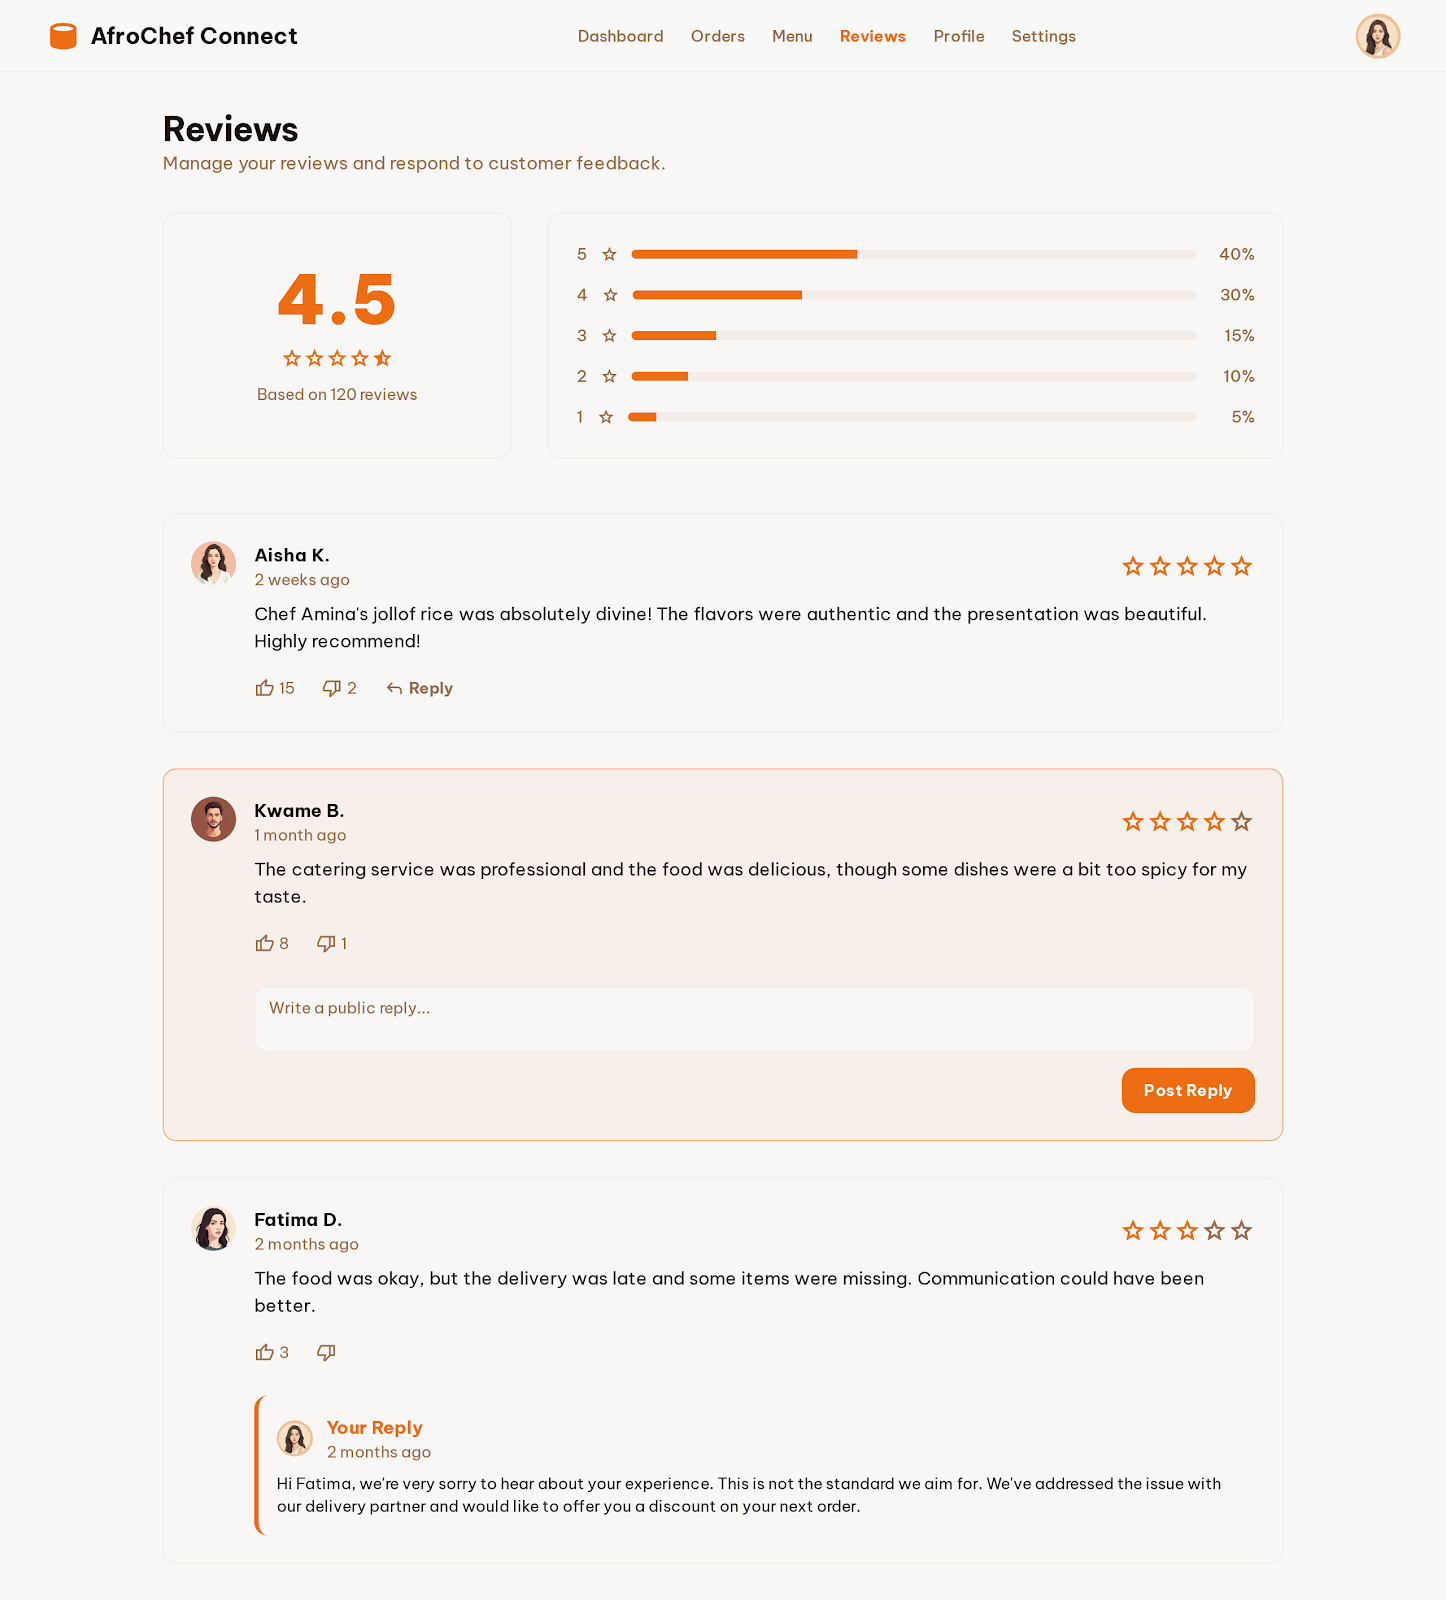 AfroChef Connect
Dashboard Orders Menu Reviews Profile Settings
Reviews
Manage your reviews and respond to customer feedback.
4.5
Based on 120 reviews
5 40%
4 30%
3 15%
2 10%
1 5%
Aisha K.
2 weeks ago
Chef Amina's jollof rice was absolutely divine! The flavors were authentic and the presentation was beautiful.
Highly recommend!
15 2 Reply
Kwame B.
1 month ago
The catering service was professional and the food was delicious, though some dishes were a bit too spicy for my
taste.
8 1
Write a public reply...
Post Reply
Fatima D.
2 months ago
The food was okay, but the delivery was late and some items were missing. Communication could have been
better.
3
Your Reply
2 months ago
Hi Fatima, we're very sorry to hear about your experience. This is not the standard we aim for. We've addressed the issue with
our delivery partner and would like to offer you a discount on your next order.